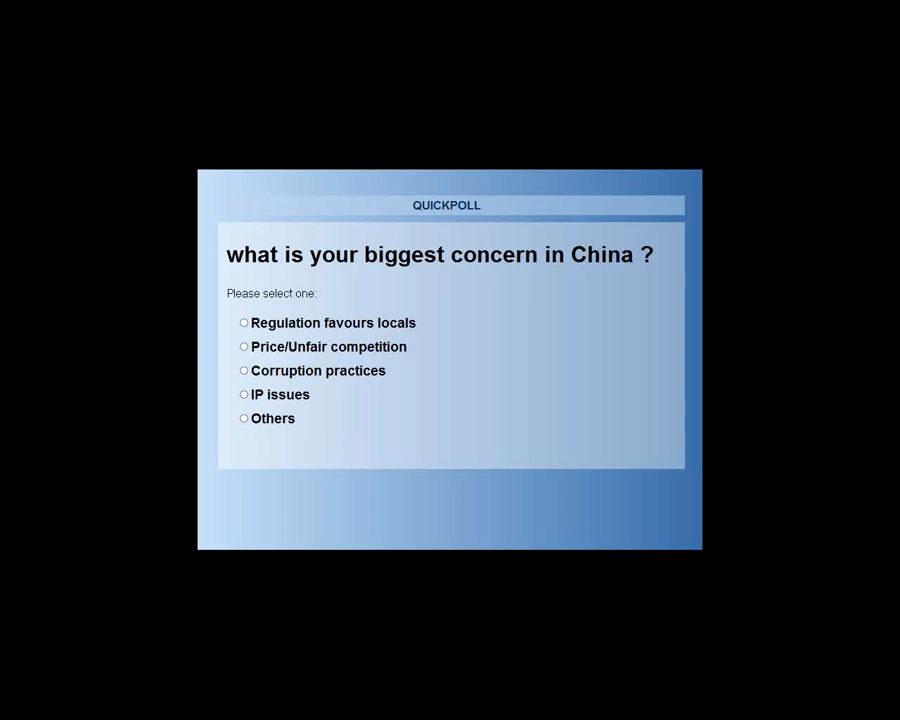 QUICKPOLL
what is your biggest concern in China ?
Please select one:
Regulation favours locals
Price/Unfair competition
Corruption practices
IP issues
Others